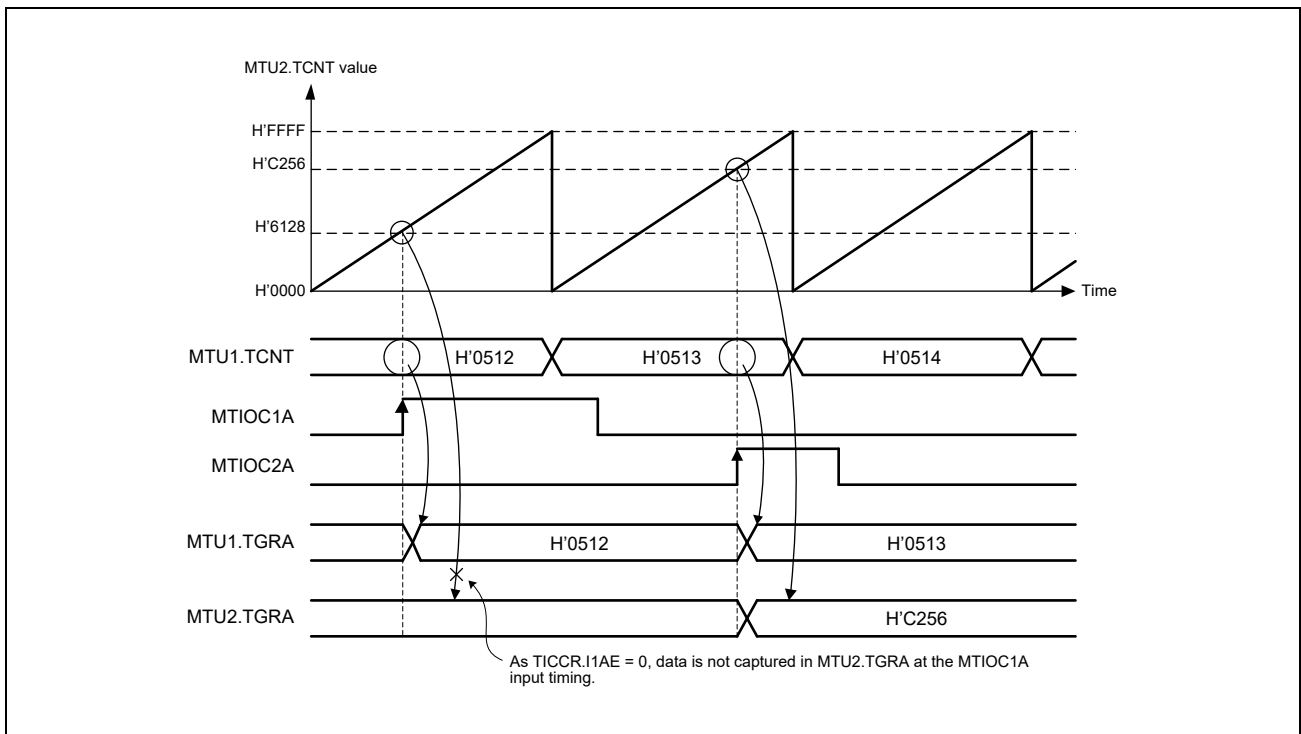 MTU2.TCNT value
H'FFFF
H'C256
H'6128
H'0000
Time
MTU1.TCNT
H'0512
H'0513
H'0514
MTIOC1A
MTIOC2A
MTU1.TGRA
H'0512
H'0513
MTU2.TGRA
H'C256
As TICCR.I1AE = 0, data is not captured in MTU2.TGRA at the MTIOC1A
input timing.